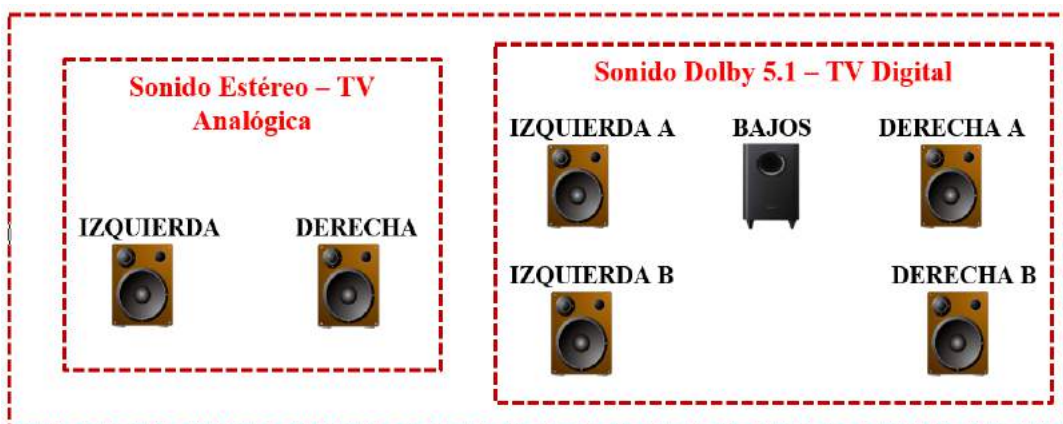 Sonido Estéreo – TV
Analógica
IZQUIERDA
DERECHA
Sonido Dolby 5.1 – TV Digital
IZQUIERDA A
BAJOS
DERECHA A
IZQUIERDA B
DERECHA B